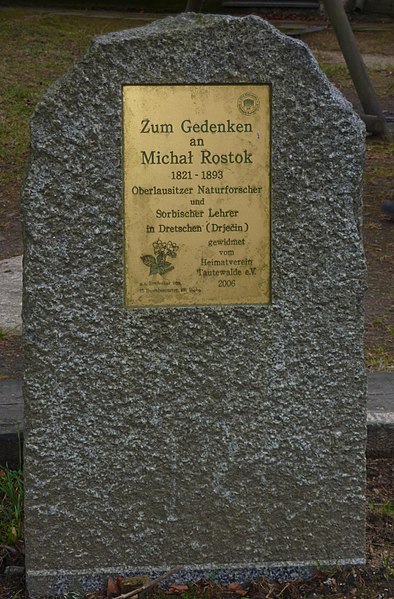 Zum Gedenken
an
Michał Rostok
1821 - 1893
Oberlausitzer Naturforscher
und
Sorbischer Lehrer
in Dretschen (Drječin)
gewidmet
vom
Heimatverein
Tautewalde e.V.
2006